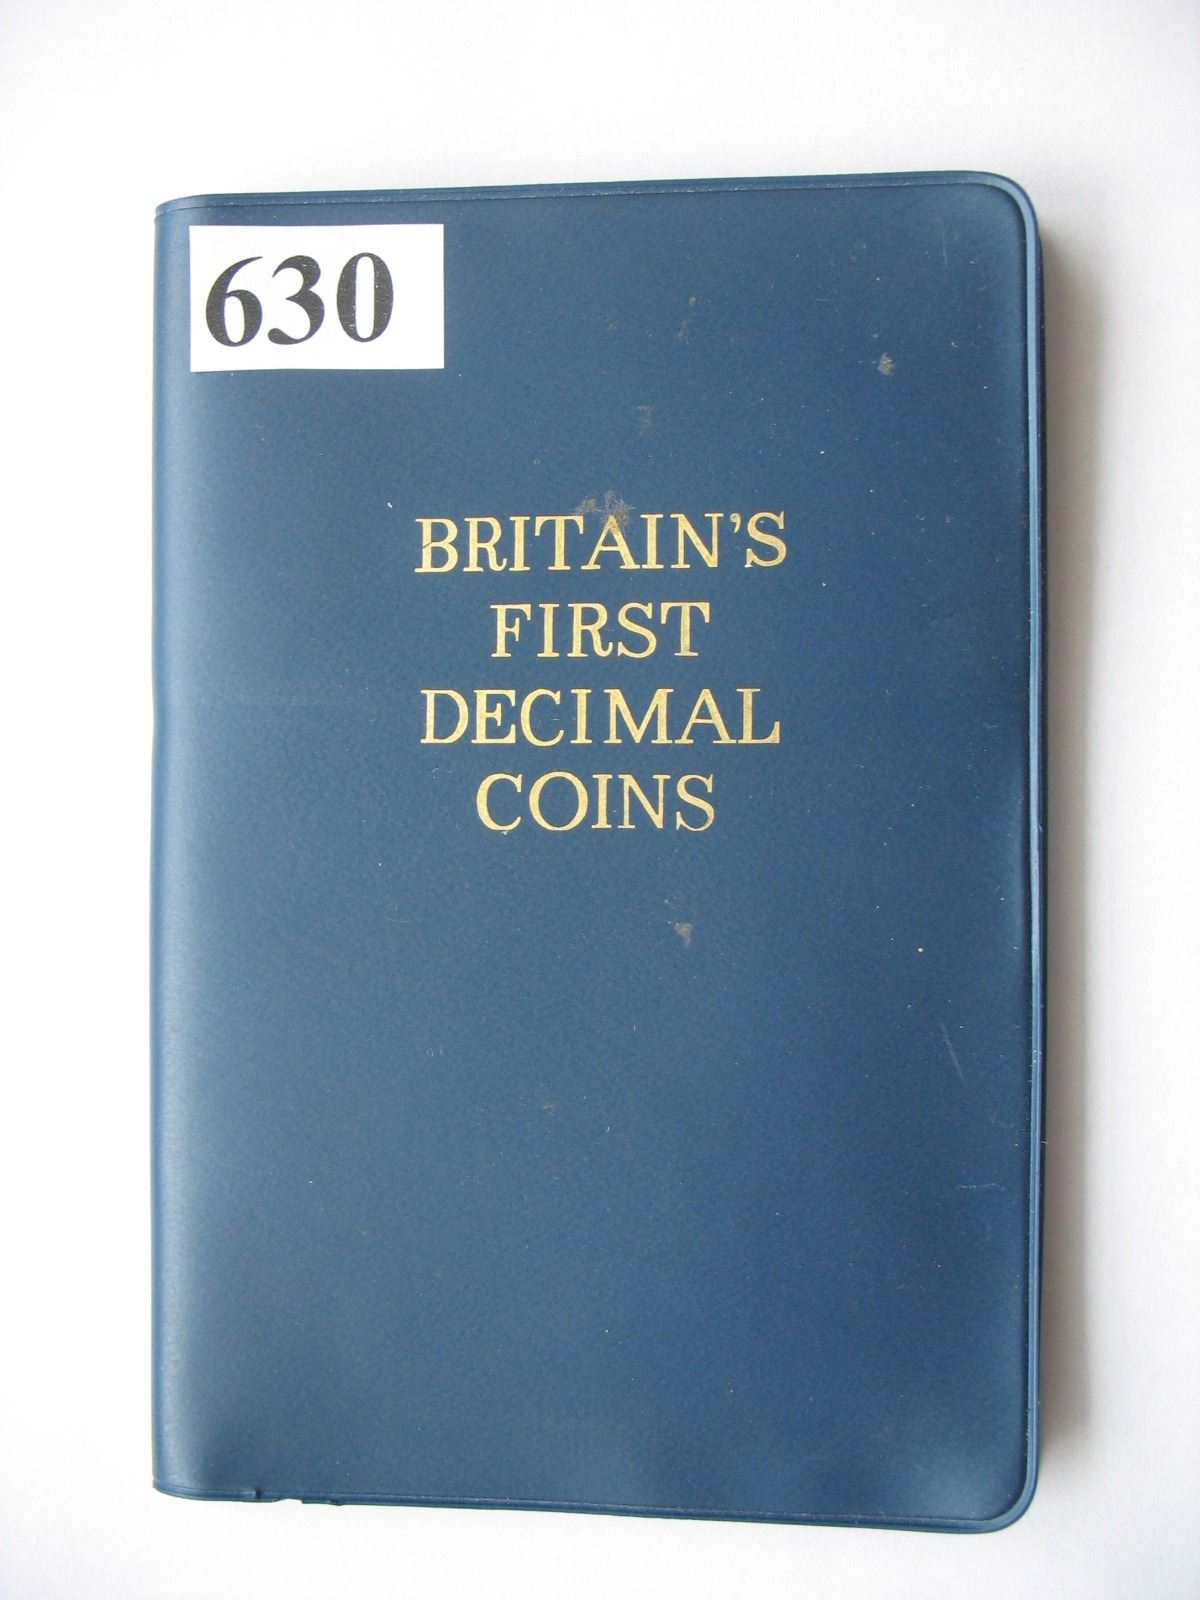 630
BRITAIN'S
FIRST
DECIMAL
COINS